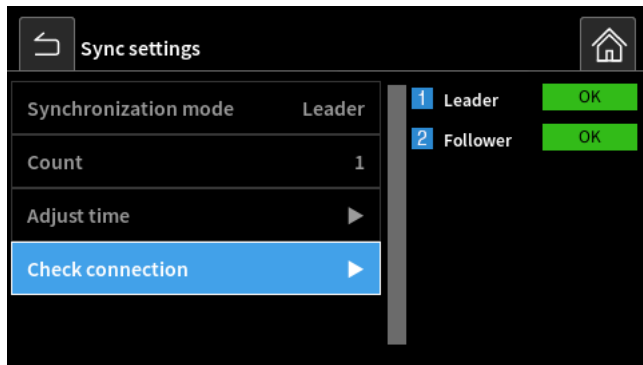 Sync settings
Synchronization mode Leader
Count 1
Adjust time
Check connection
1 Leader OK
2 Follower OK